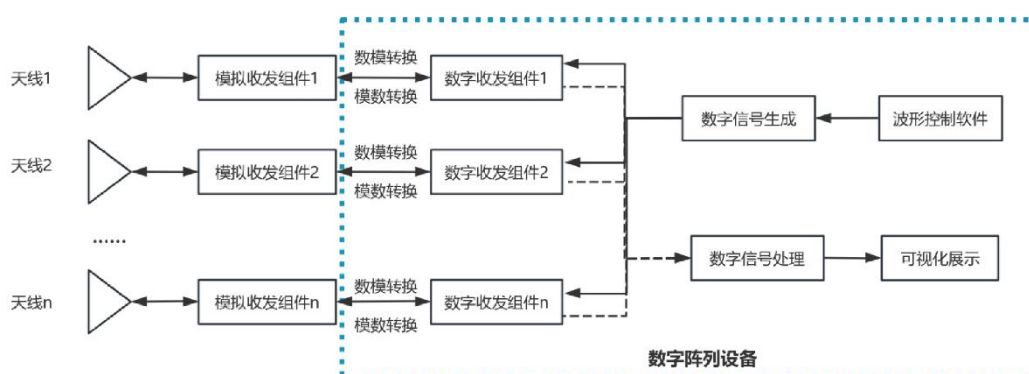 天线1
模拟收发组件1
数模转换
模数转换
数字收发组件1
数字信号生成
波形控制软件
天线2
模拟收发组件2
数模转换
模数转换
数字收发组件2
......
数字信号处理
可视化展示
天线n
模拟收发组件n
数模转换
模数转换
数字收发组件n
数字阵列设备